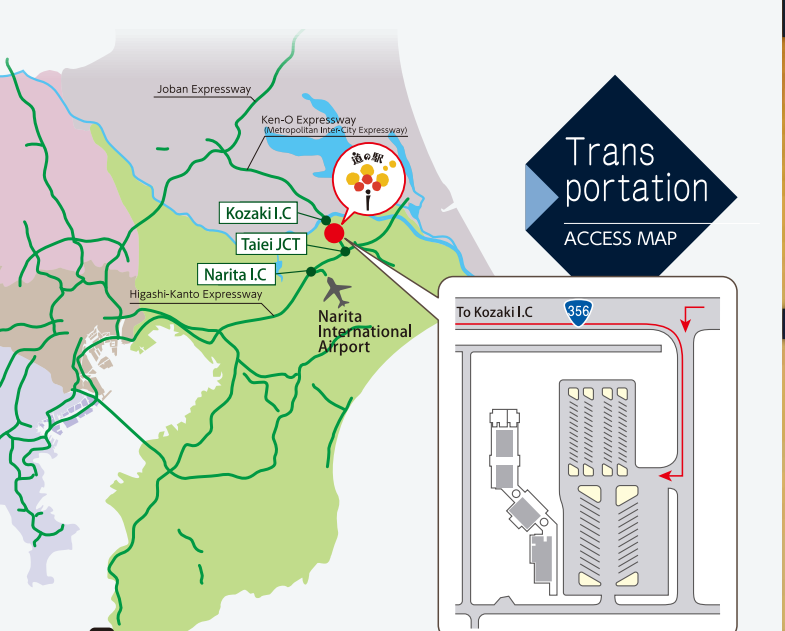 Joban Expressway
Ken-O Expressway
(Metropolitan Inter-City Expressway)
道の駅
Trans
portation
ACCESS MAP
Kozaki I.C
Taiei JCT
Narita I.C
Higashi-Kanto Expressway
Narita
International
Airport
To Kozaki I.C
356